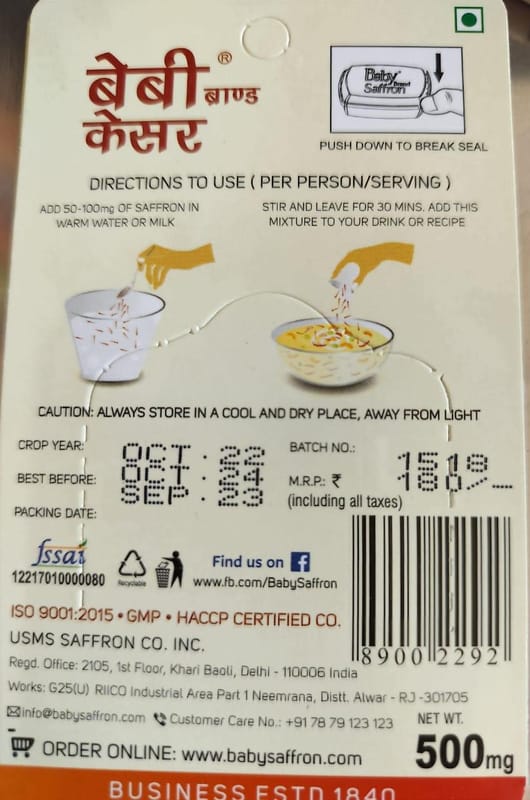 बेबी ® ब्राण्ड
केसर
Baby Brand
Saffron
PUSH DOWN TO BREAK SEAL
DIRECTIONS TO USE ( PER PERSON/SERVING )
ADD 50-100mg OF SAFFRON IN
WARM WATER OR MILK
STIR AND LEAVE FOR 30 MINS. ADD THIS
MIXTURE TO YOUR DRINK OR RECIPE
CAUTION: ALWAYS STORE IN A COOL AND DRY PLACE, AWAY FROM LIGHT
CROP YEAR: OCT.22
BEST BEFORE: OCT.24
PACKING DATE: SEP.23
BATCH NO.: 1519
M.R.P.: ₹ 180/-
(including all taxes)
fssai
12217010000080
Recyclable
Find us on f
www.fb.com/BabySaffron
ISO 9001:2015 • GMP • HACCP CERTIFIED CO.
8900 2292
USMS SAFFRON CO. INC.
Regd. Office: 2105, 1st Floor, Khari Baoli, Delhi - 110006 India
Works: G25(U) RIICO Industrial Area Part 1 Neemrana, Distt. Alwar - RJ -301705
info@babysaffron.com Customer Care No.: +91 78 79 123 123
NET WT.
500mg
ORDER ONLINE: www.babysaffron.com
BUSINESS ESTD 1840